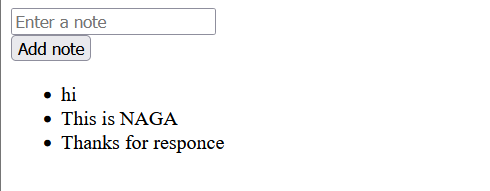 Enter a note
Add note
hi
This is NAGA
Thanks for responce